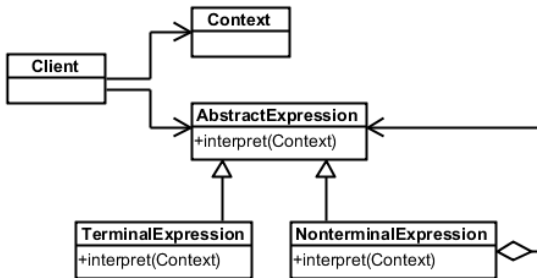 Context
Client
AbstractExpression
+interpret(Context)
TerminalExpression
+interpret(Context)
NonterminalExpression
+interpret(Context)